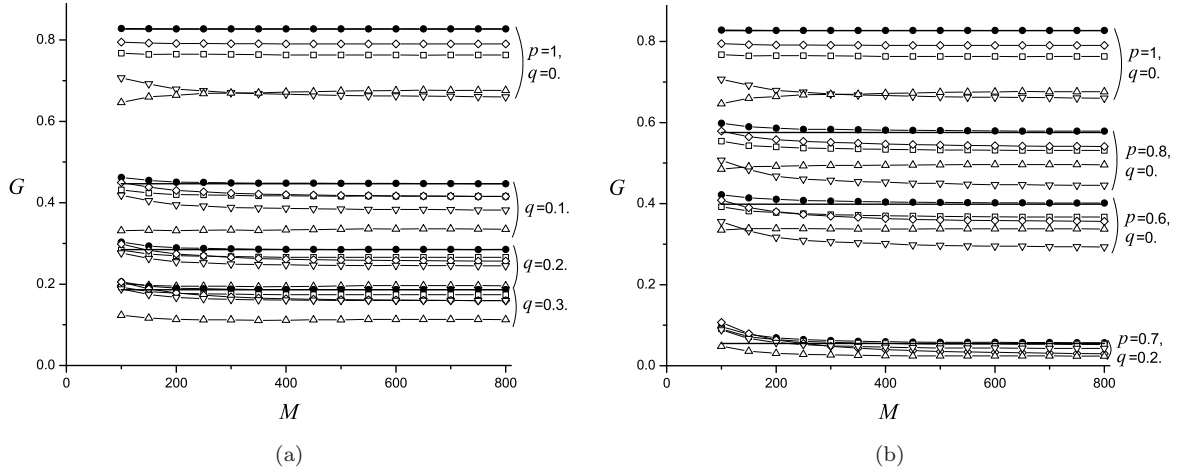 (a)
G
0.8
0.6
0.4
0.2
0.0
0
200
400
600
800
M
p=1,
q=0.
q=0.1.
q=0.2.
q=0.3.
(b)
G
0.8
0.6
0.4
0.2
0.0
0
200
400
600
800
M
p=1,
q=0.
p=0.8,
q=0.
p=0.6,
q=0.
p=0.7,
q=0.2.